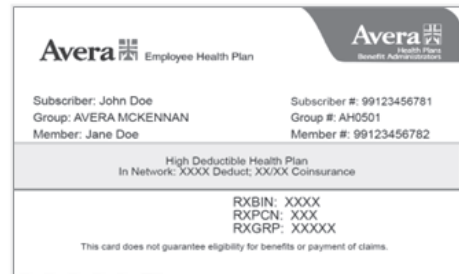 Avera Employee Health Plan
Avera
Health Plans
Benefit Administrators
Subscriber: John Doe
Subscriber #: 99123456781
Group: AVERA MCKENNAN
Group #: AH0501
Member: Jane Doe
Member #: 99123456782
High Deductible Health Plan
In Network: XXXX Deduct; XX/XX Coinsurance
RXBIN: XXXX
RXPCN: XXX
RXGRP: XXXXX
This card does not guarantee eligibility for benefits or payment of claims.